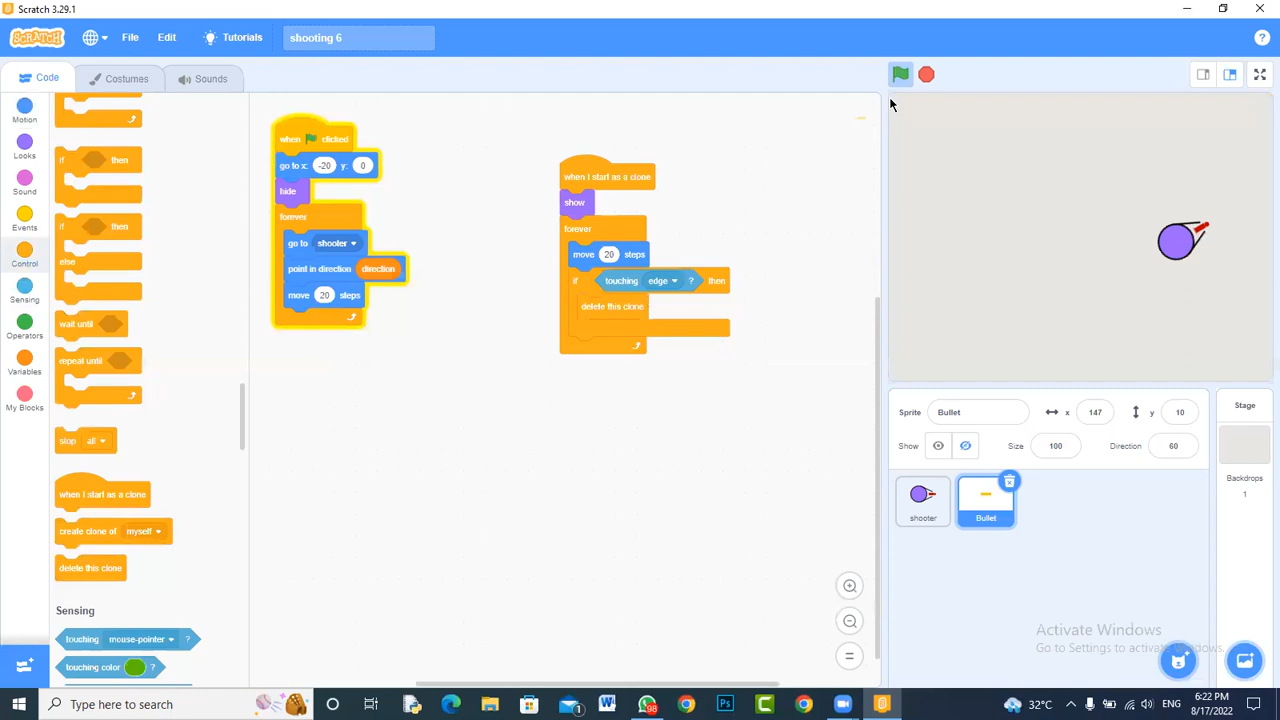 Scratch 3.29.1
SCRATCH
File
Edit
Tutorials
shooting 6
Code
Costumes
Sounds
Motion
Looks
Sound
Events
Control
Sensing
Operators
Variables
My Blocks
if then
if then
else
wait until
repeat until
stop all
when I start as a clone
create clone of myself
delete this clone
Sensing
touching mouse-pointer ?
touching color ?
when clicked
go to x: -20 y: 0
hide
forever
go to shooter
point in direction direction
move 20 steps
when I start as a clone
show
forever
move 20 steps
if touching edge ? then
delete this clone
Sprite Bullet x 147 y 10
Show Size 100 Direction 60
shooter
Bullet
Stage
Backdrops
1
Activate Windows
Go to Settings to activate Windows.
Type here to search
1
98
32°C
6:22 PM
8/17/2022